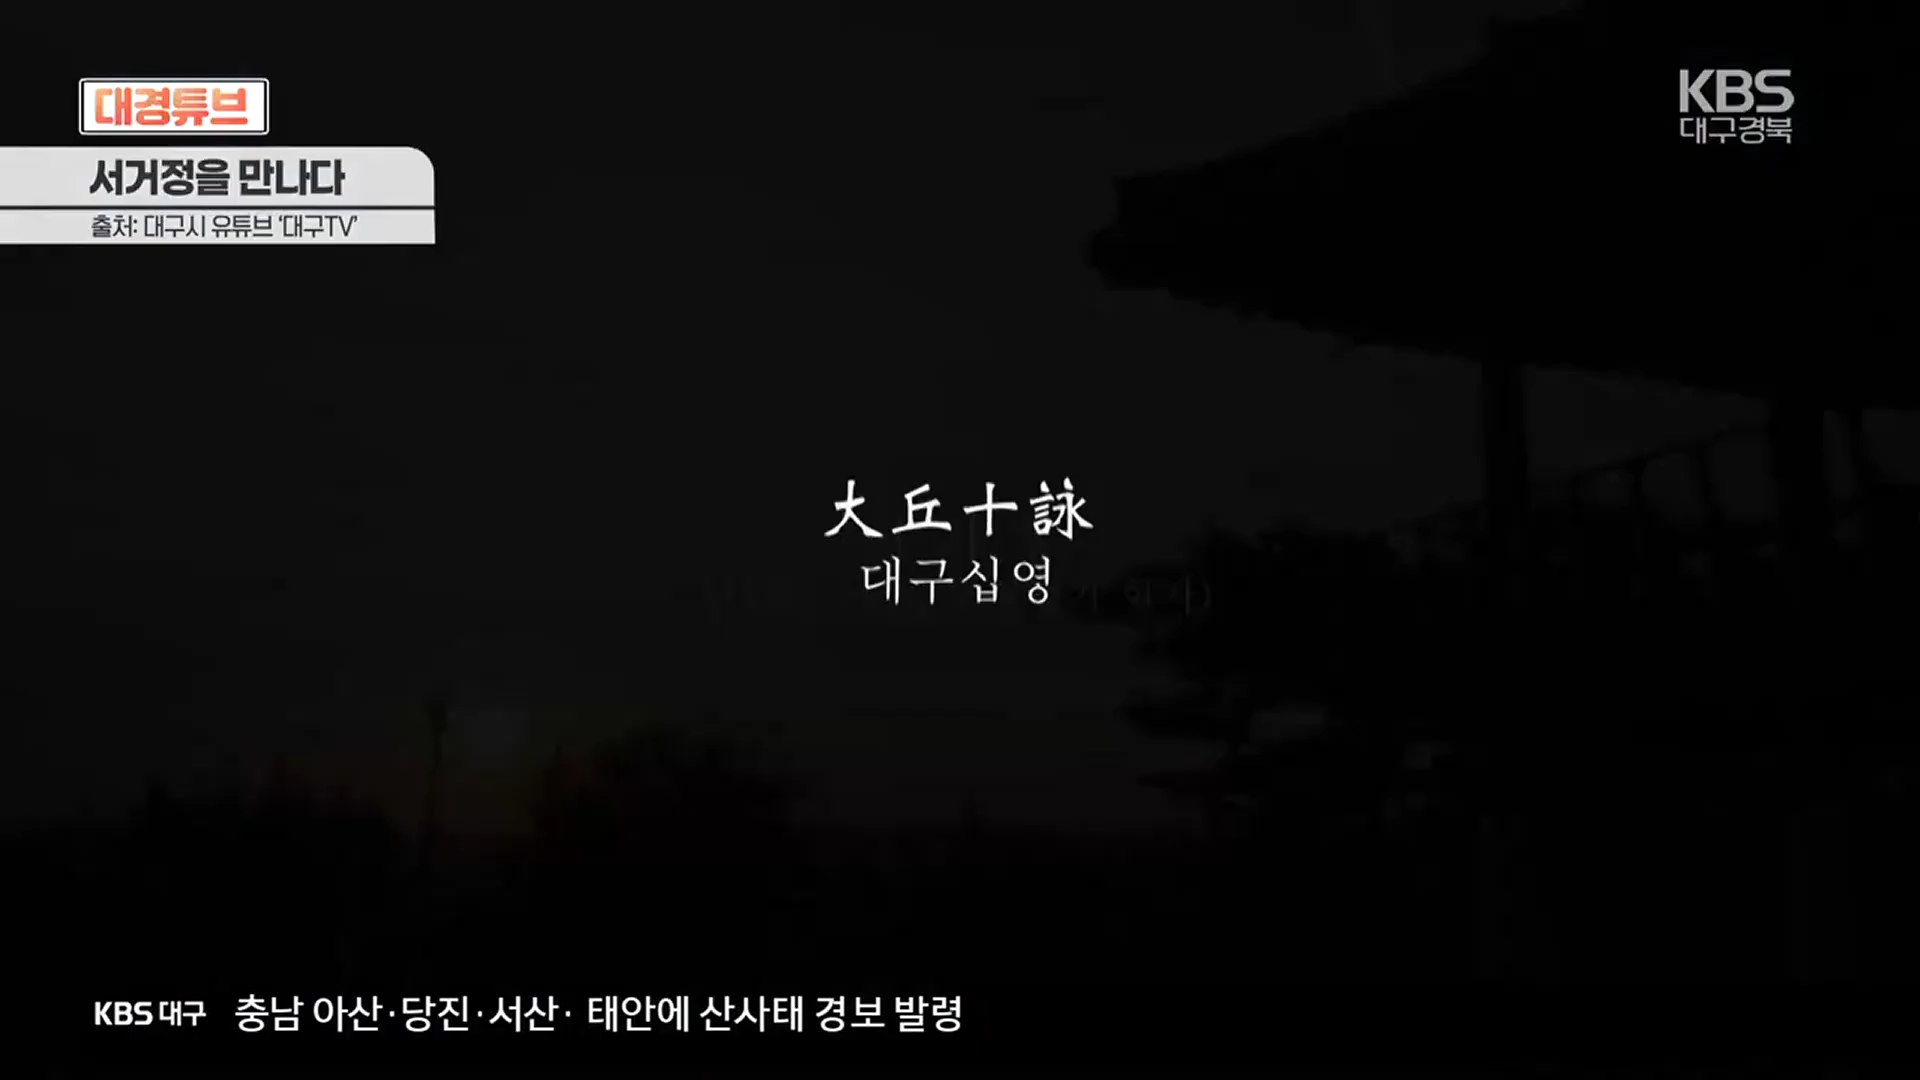 대경튜브
KBS
대구경북
서거정을 만나다
출처: 대구시 유튜브 '대구TV'
大丘十詠
대구십영
KBS 대구 충남 아산·당진·서산· 태안에 산사태 경보 발령